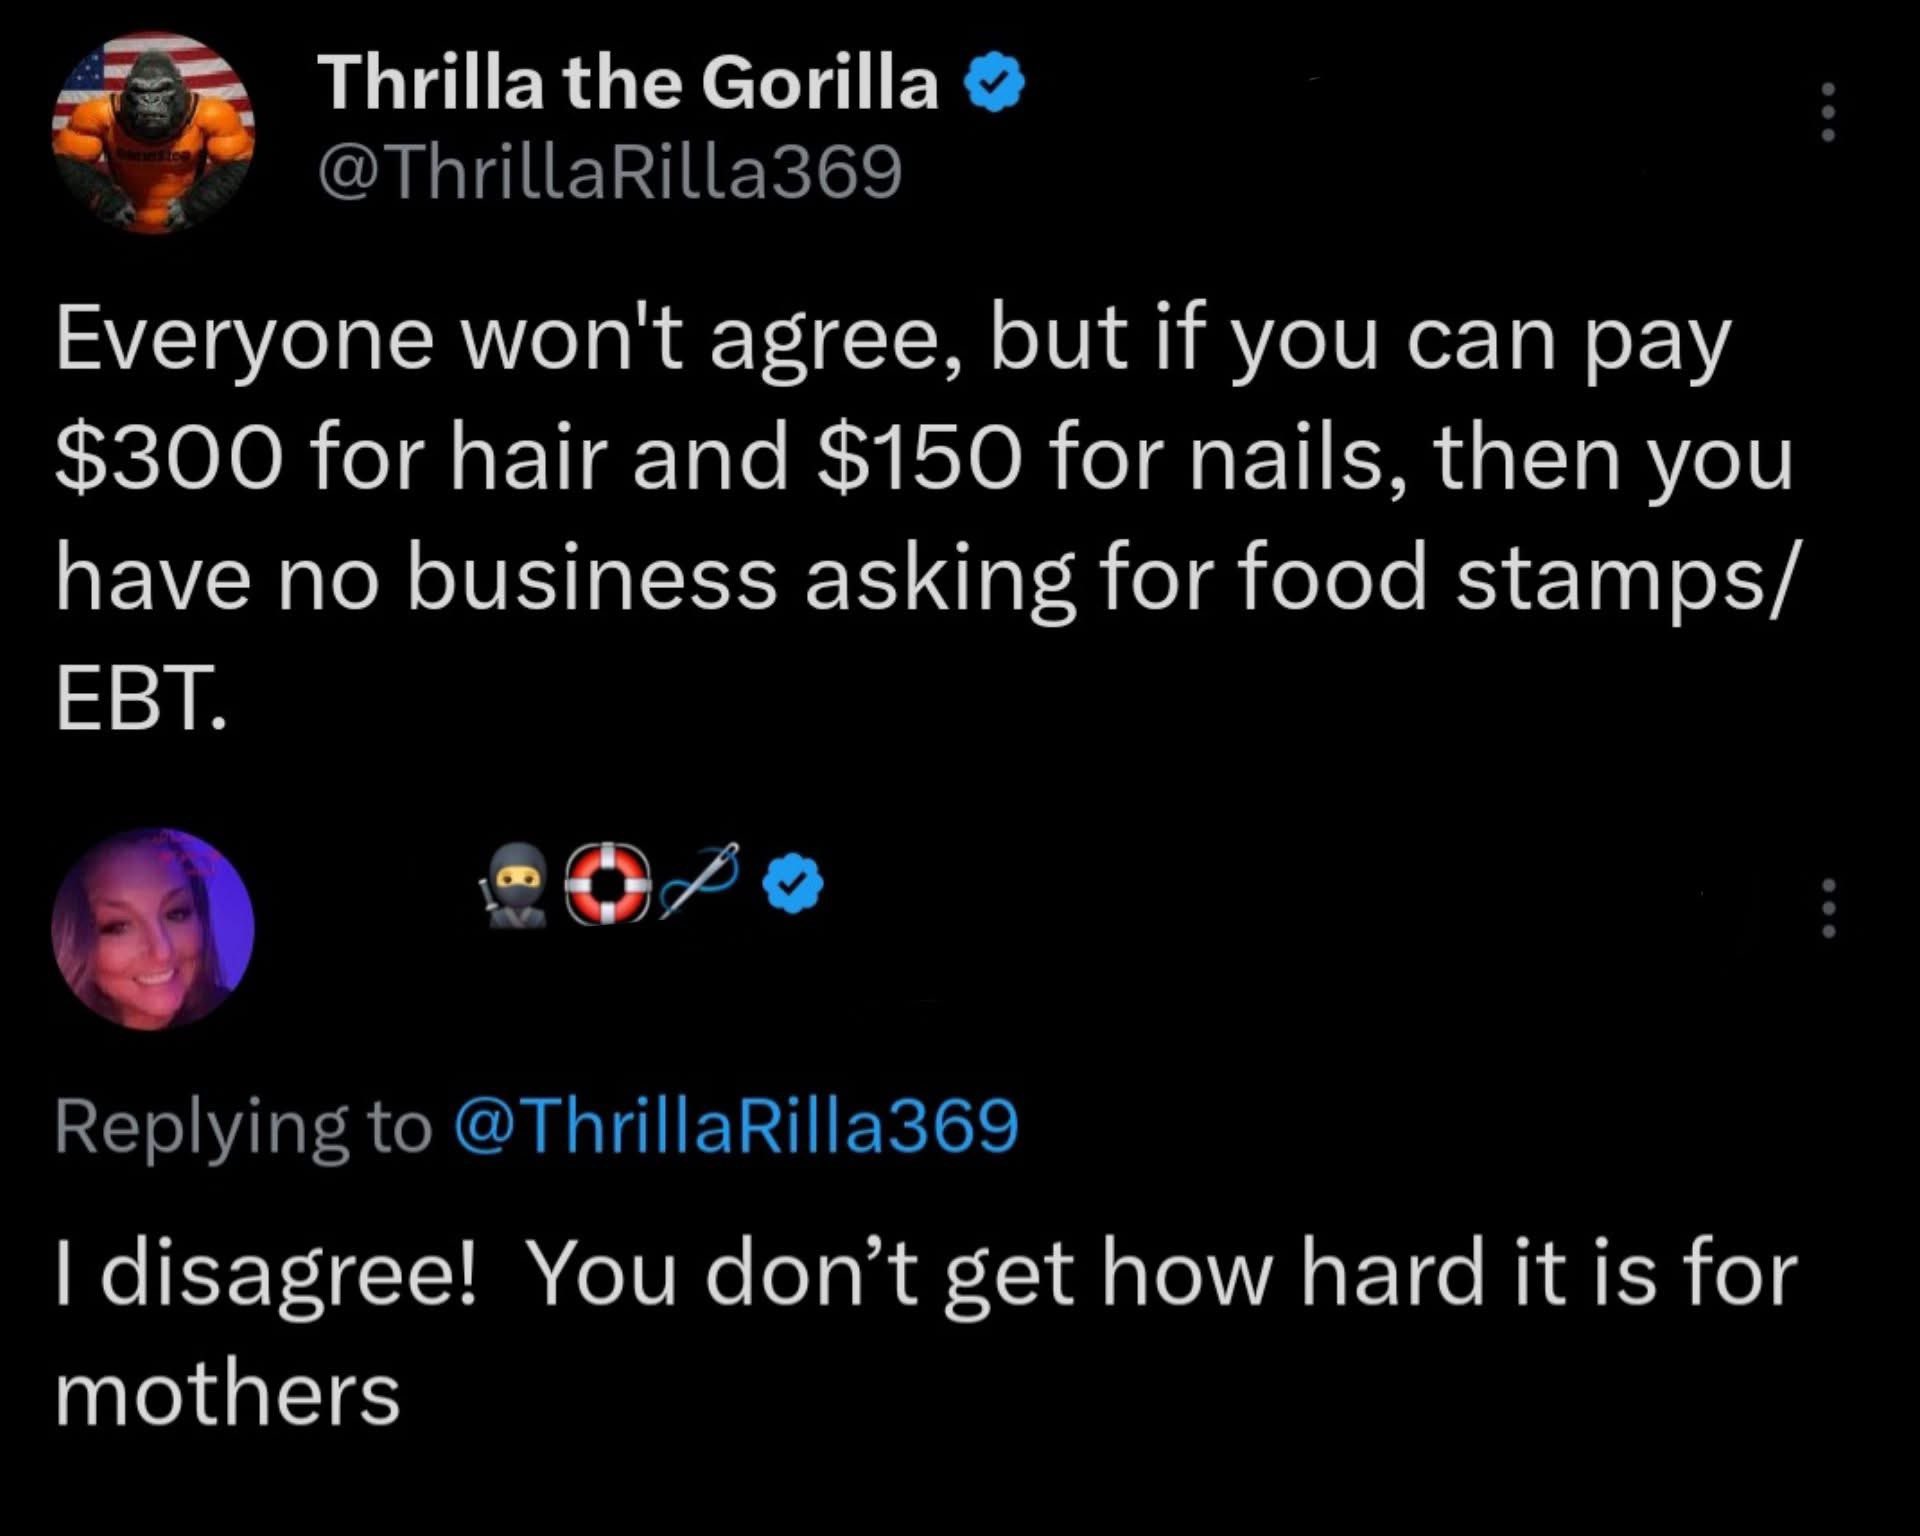 Thrilla the Gorilla
@ThrillaRilla369
Everyone won't agree, but if you can pay
$300 for hair and $150 for nails, then you
have no business asking for food stamps/
EBT.
Replying to @ThrillaRilla369
I disagree!  You don’t get how hard it is for
mothers